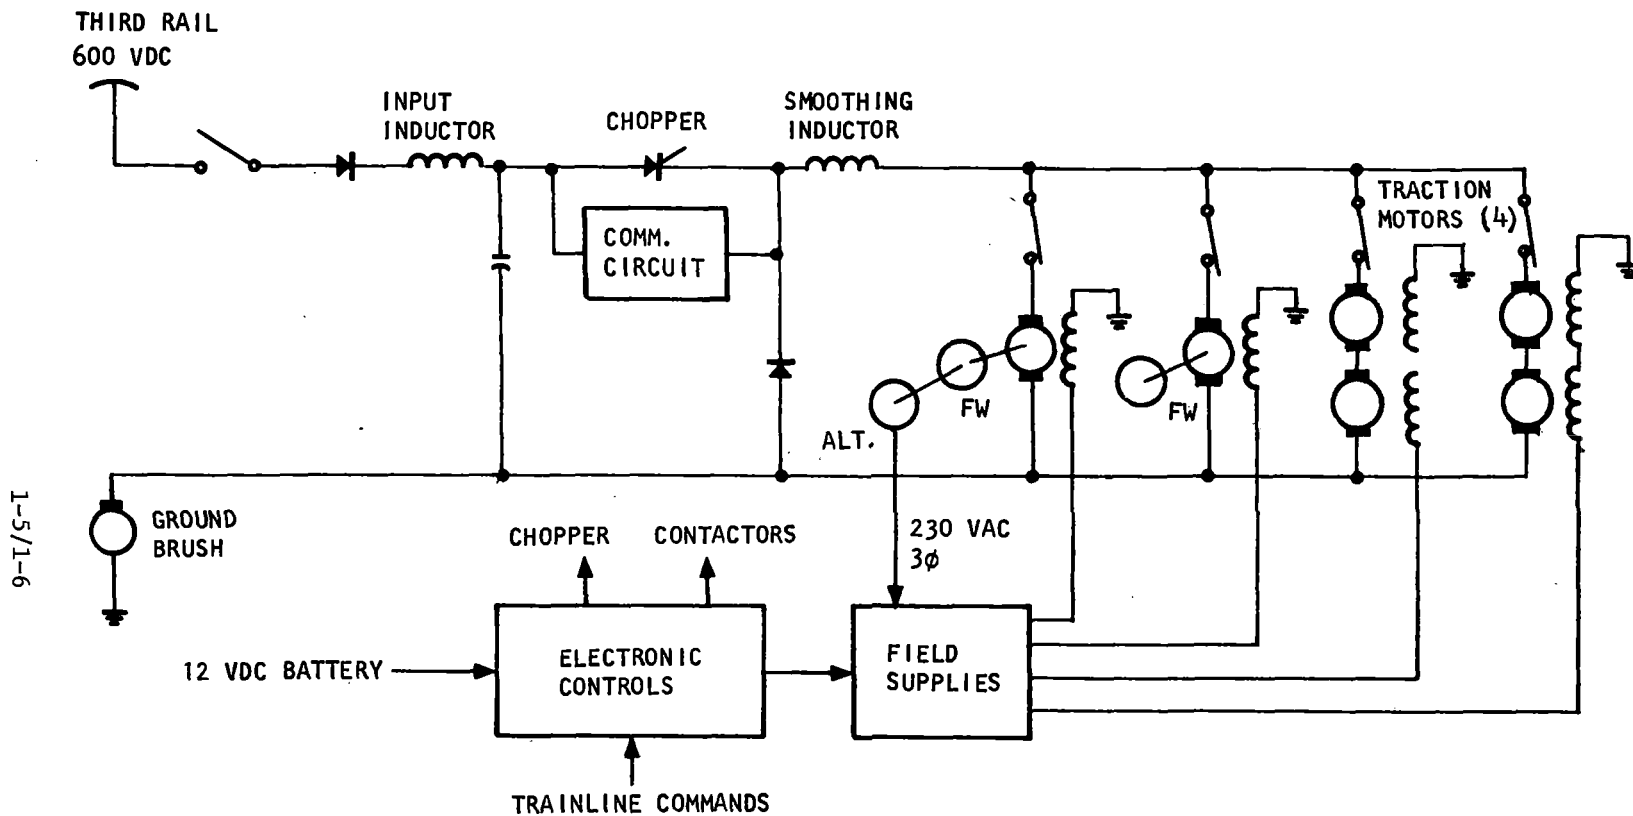 THIRD RAIL
600 VDC
INPUT
INDUCTOR
CHOPPER
SMOOTHING
INDUCTOR
COMM.
CIRCUIT
TRACTION
MOTORS (4)
FW
FW
ALT.
GROUND
BRUSH
CHOPPER
CONTACTORS
230 VAC
3ϕ
12 VDC BATTERY
ELECTRONIC
CONTROLS
FIELD
SUPPLIES
TRAINLINE COMMANDS
1-5/1-6